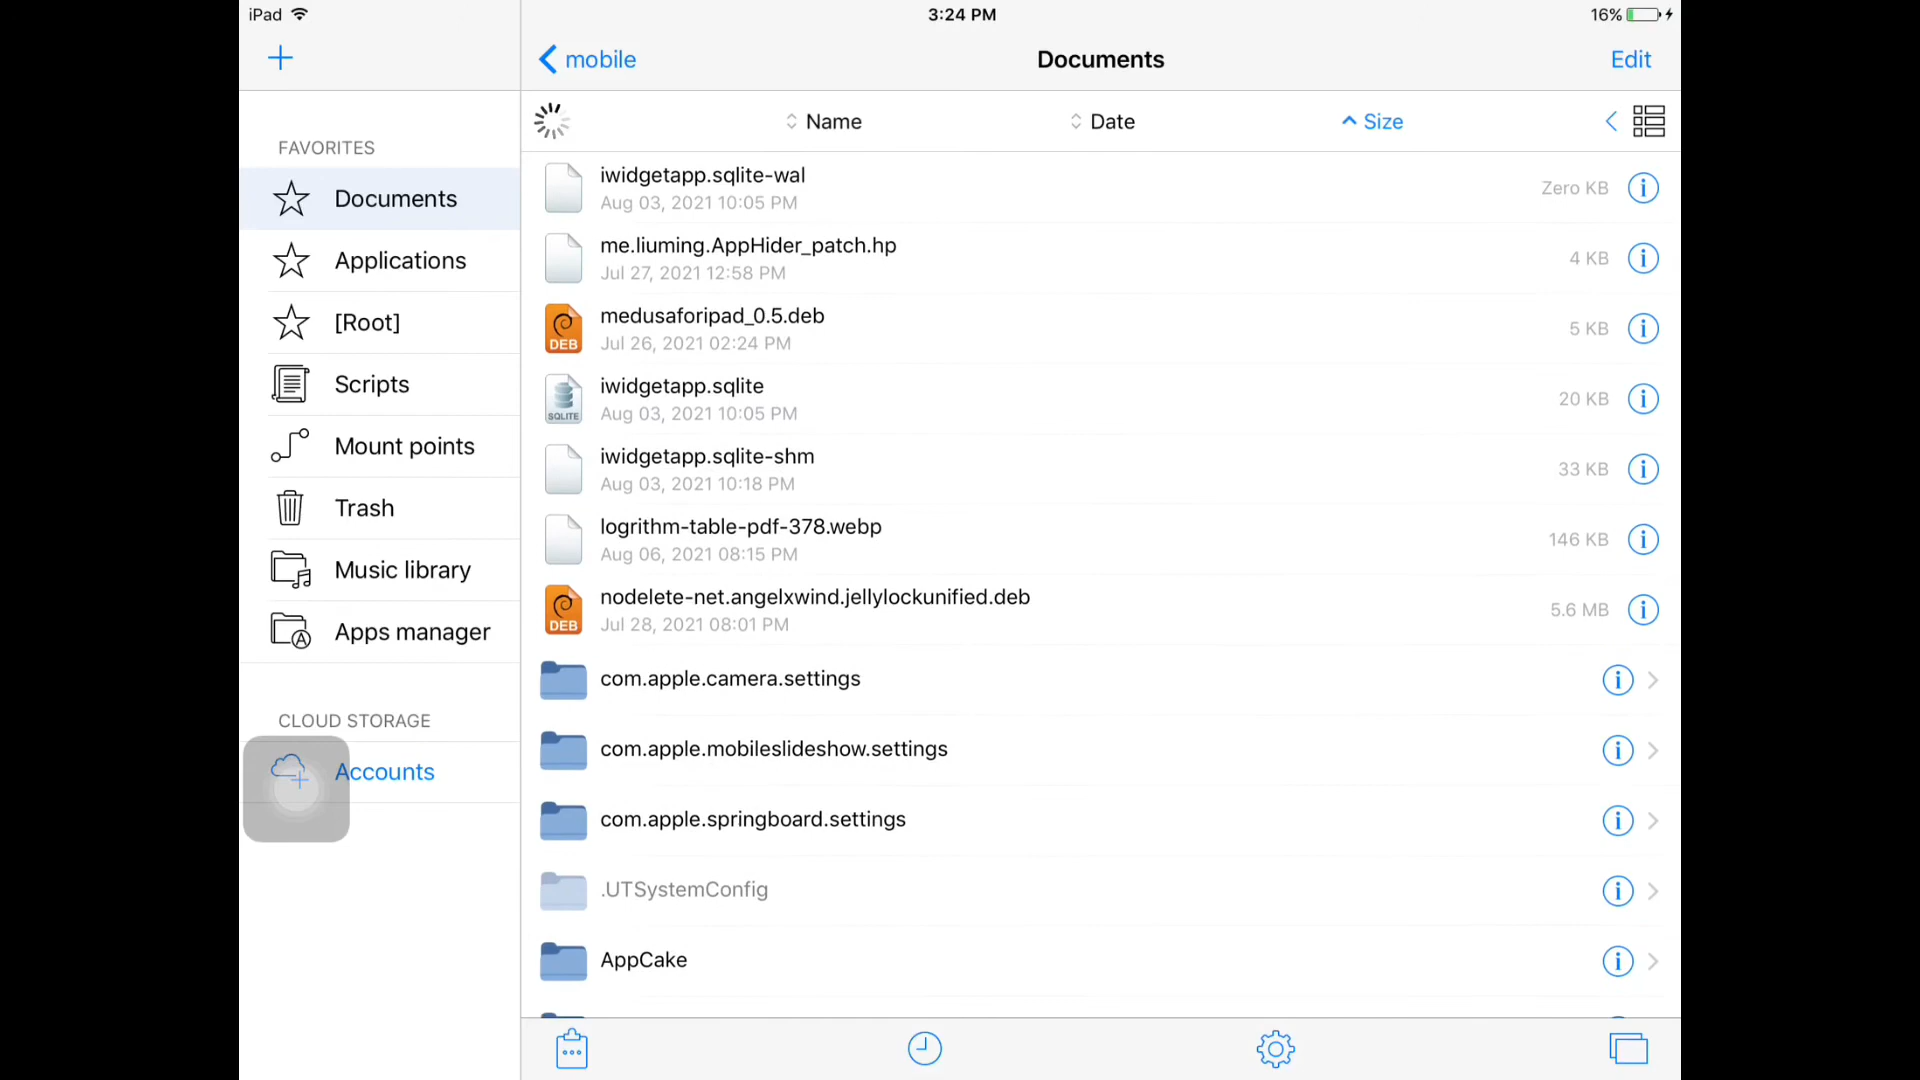 iPad
3:24 PM
16%
mobile
Documents
Edit
Name
Date
Size
FAVORITES
Documents
Applications
[Root]
Scripts
Mount points
Trash
Music library
Apps manager
CLOUD STORAGE
Accounts
iwidgetapp.sqlite-wal
Aug 03, 2021 10:05 PM
Zero KB
me.liuming.AppHider_patch.hp
Jul 27, 2021 12:58 PM
4 KB
DEB
medusaforipad_0.5.deb
Jul 26, 2021 02:24 PM
5 KB
SQLITE
iwidgetapp.sqlite
Aug 03, 2021 10:05 PM
20 KB
iwidgetapp.sqlite-shm
Aug 03, 2021 10:18 PM
33 KB
logrithm-table-pdf-378.webp
Aug 06, 2021 08:15 PM
146 KB
DEB
nodelete-net.angelxwind.jellylockunified.deb
Jul 28, 2021 08:01 PM
5.6 MB
com.apple.camera.settings
com.apple.mobileslideshow.settings
com.apple.springboard.settings
.UTSystemConfig
AppCake